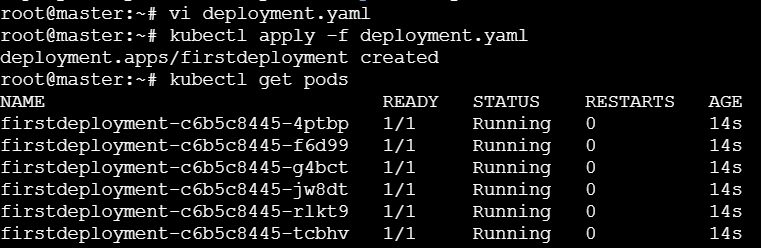 root@master:~# vi deployment.yaml
root@master:~# kubectl apply -f deployment.yaml
deployment.apps/firstdeployment created
root@master:~# kubectl get pods
NAME READY STATUS RESTARTS AGE
firstdeployment-c6b5c8445-4ptbp 1/1 Running 0 14s
firstdeployment-c6b5c8445-f6d99 1/1 Running 0 14s
firstdeployment-c6b5c8445-g4bct 1/1 Running 0 14s
firstdeployment-c6b5c8445-jw8dt 1/1 Running 0 14s
firstdeployment-c6b5c8445-rlkt9 1/1 Running 0 14s
firstdeployment-c6b5c8445-tcbhv 1/1 Running 0 14s